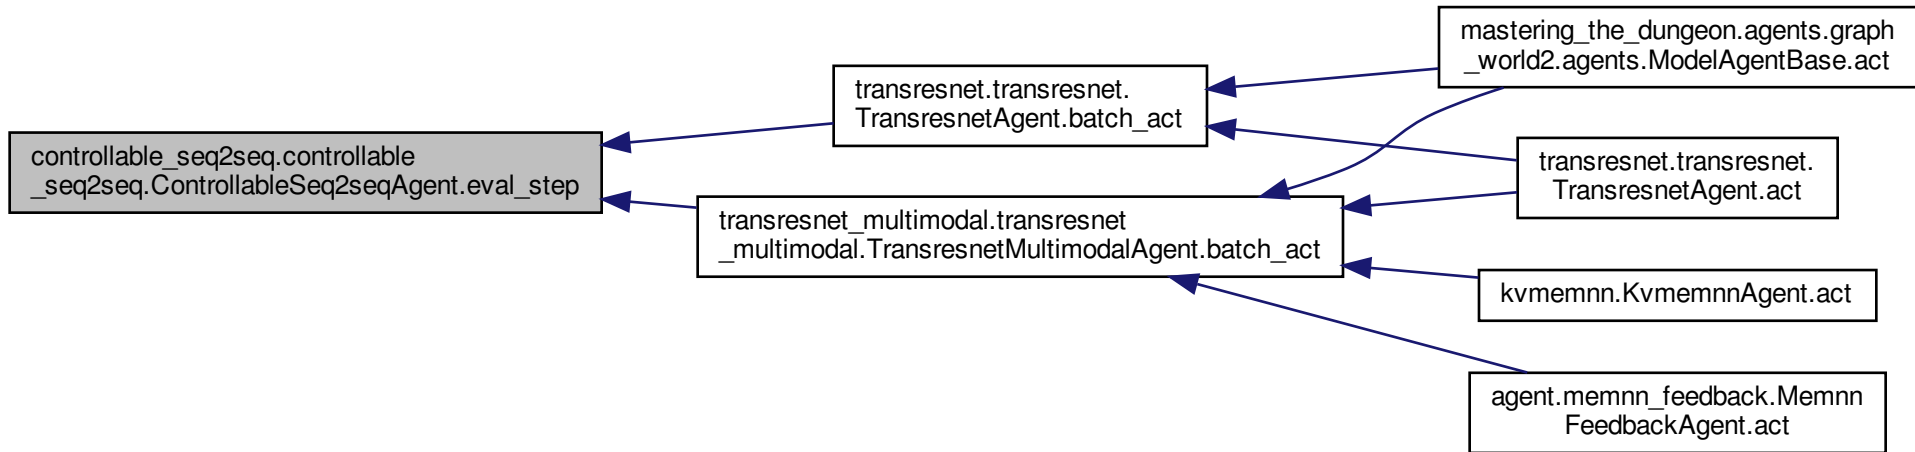 controllable_seq2seq.controllable
_seq2seq.ControllableSeq2seqAgent.eval_step
transresnet.transresnet.
TransresnetAgent.batch_act
transresnet_multimodal.transresnet
_multimodal.TransresnetMultimodalAgent.batch_act
mastering_the_dungeon.agents.graph
_world2.agents.ModelAgentBase.act
transresnet.transresnet.
TransresnetAgent.act
kvmemnn.KvmemnnAgent.act
agent.memnn_feedback.Memnn
FeedbackAgent.act